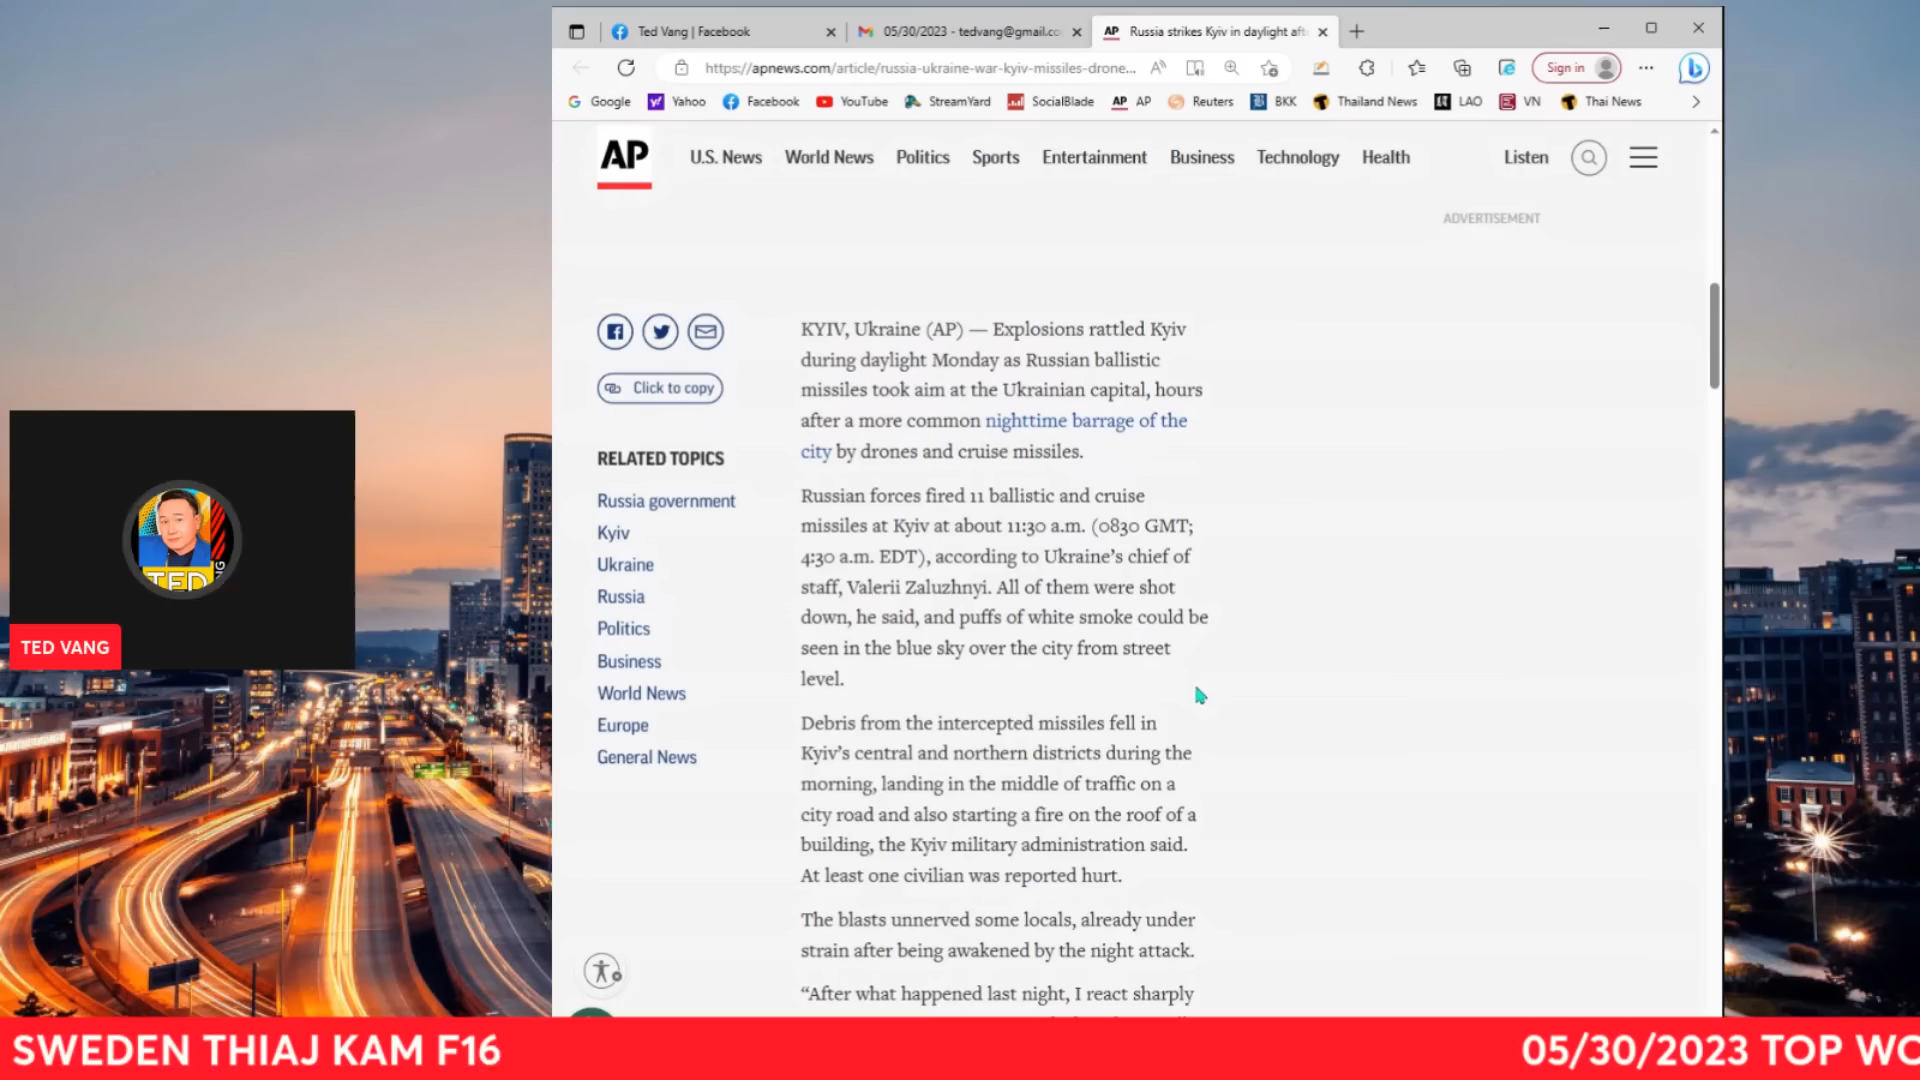 Ted Vang | Facebook
05/30/2023 - tedvang@gmail.co
AP Russia strikes Kyiv in daylight aft
https://apnews.com/article/russia-ukraine-war-kyiv-missiles-drone...
Sign in
Google Yahoo Facebook YouTube StreamYard SocialBlade AP AP Reuters BKK Thailand News LAO VN Thai News
AP
U.S. News World News Politics Sports Entertainment Business Technology Health Listen
ADVERTISEMENT
Click to copy
RELATED TOPICS
Russia government
Kyiv
Ukraine
Russia
Politics
Business
World News
Europe
General News
KYIV, Ukraine (AP) — Explosions rattled Kyiv
during daylight Monday as Russian ballistic
missiles took aim at the Ukrainian capital, hours
after a more common nighttime barrage of the
city by drones and cruise missiles.
Russian forces fired 11 ballistic and cruise
missiles at Kyiv at about 11:30 a.m. (0830 GMT;
4:30 a.m. EDT), according to Ukraine's chief of
staff, Valerii Zaluzhnyi. All of them were shot
down, he said, and puffs of white smoke could be
seen in the blue sky over the city from street
level.
Debris from the intercepted missiles fell in
Kyiv's central and northern districts during the
morning, landing in the middle of traffic on a
city road and also starting a fire on the roof of a
building, the Kyiv military administration said.
At least one civilian was reported hurt.
The blasts unnerved some locals, already under
strain after being awakened by the night attack.
“After what happened last night, I react sharply
TED
TED VANG
SWEDEN THIAJ KAM F16
05/30/2023 TOP WO